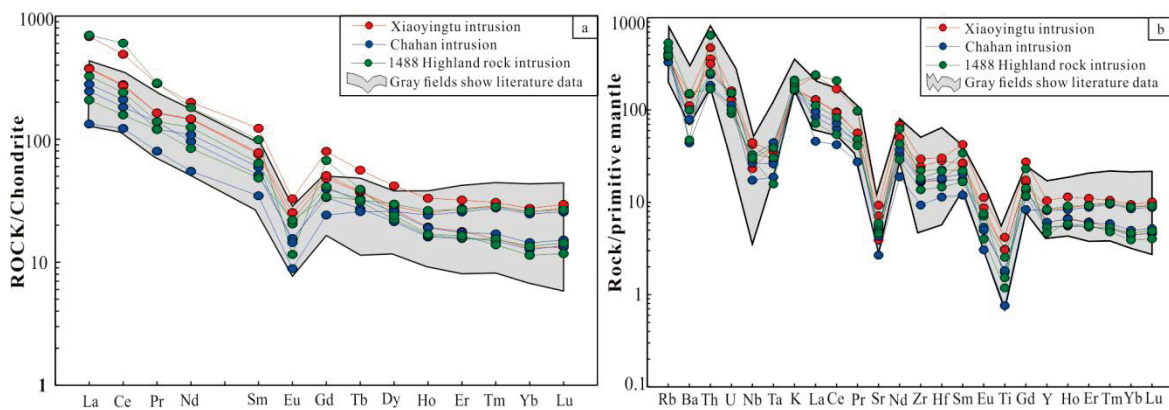 1000
100
10
1
ROCK/Chondrite
Xiaoyingtu intrusion
Chahan intrusion
1488 Highland rock intrusion
Gray fields show literature data
a
La Ce Pr Nd Sm Eu Gd Tb Dy Ho Er Tm Yb Lu
1000
100
10
1
0.1
Rock/primitive mantle
Xiaoyingtu intrusion
Chahan intrusion
1488 Highland rock intrusion
Gray fields show literature data
b
Rb Ba Th U Nb Ta K La Ce Pr Sr Nd Zr Hf Sm Eu Ti Gd Y Ho Er Tm Yb Lu